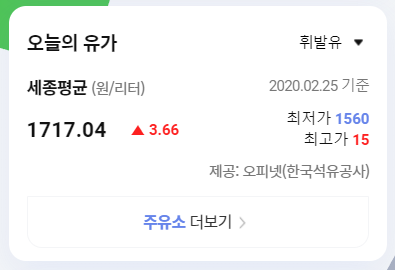 오늘의 유가
휘발유 ▼
세종평균 (원/리터)
2020.02.25 기준
1717.04 ▲ 3.66
최저가 1560
최고가 15
제공: 오피넷(한국석유공사)
주유소 더보기 >